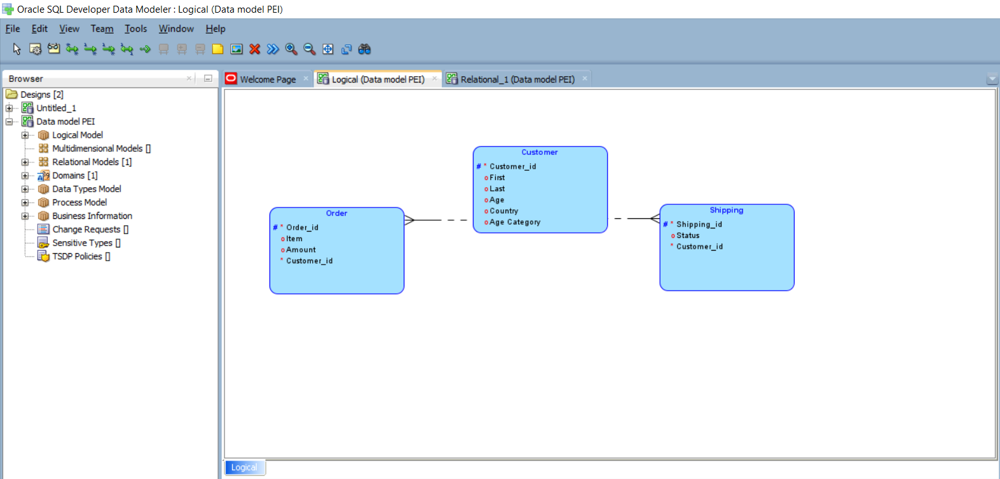 Oracle SQL Developer Data Modeler : Logical (Data model PEI)
File Edit View Team Tools Window Help
Browser
Designs [2]
Untitled_1
Data model PEI
Logical Model
Multidimensional Models []
Relational Models [1]
Domains [1]
Data Types Model
Process Model
Business Information
Change Requests []
Sensitive Types []
TSDP Policies []
Welcome Page
Logical (Data model PEI)
Relational_1 (Data model PEI)
Order
# * Order_id
o Item
o Amount
* Customer_id
Customer
# * Customer_id
o First
o Last
o Age
o Country
o Age Category
Shipping
# * Shipping_id
o Status
* Customer_id
Logical